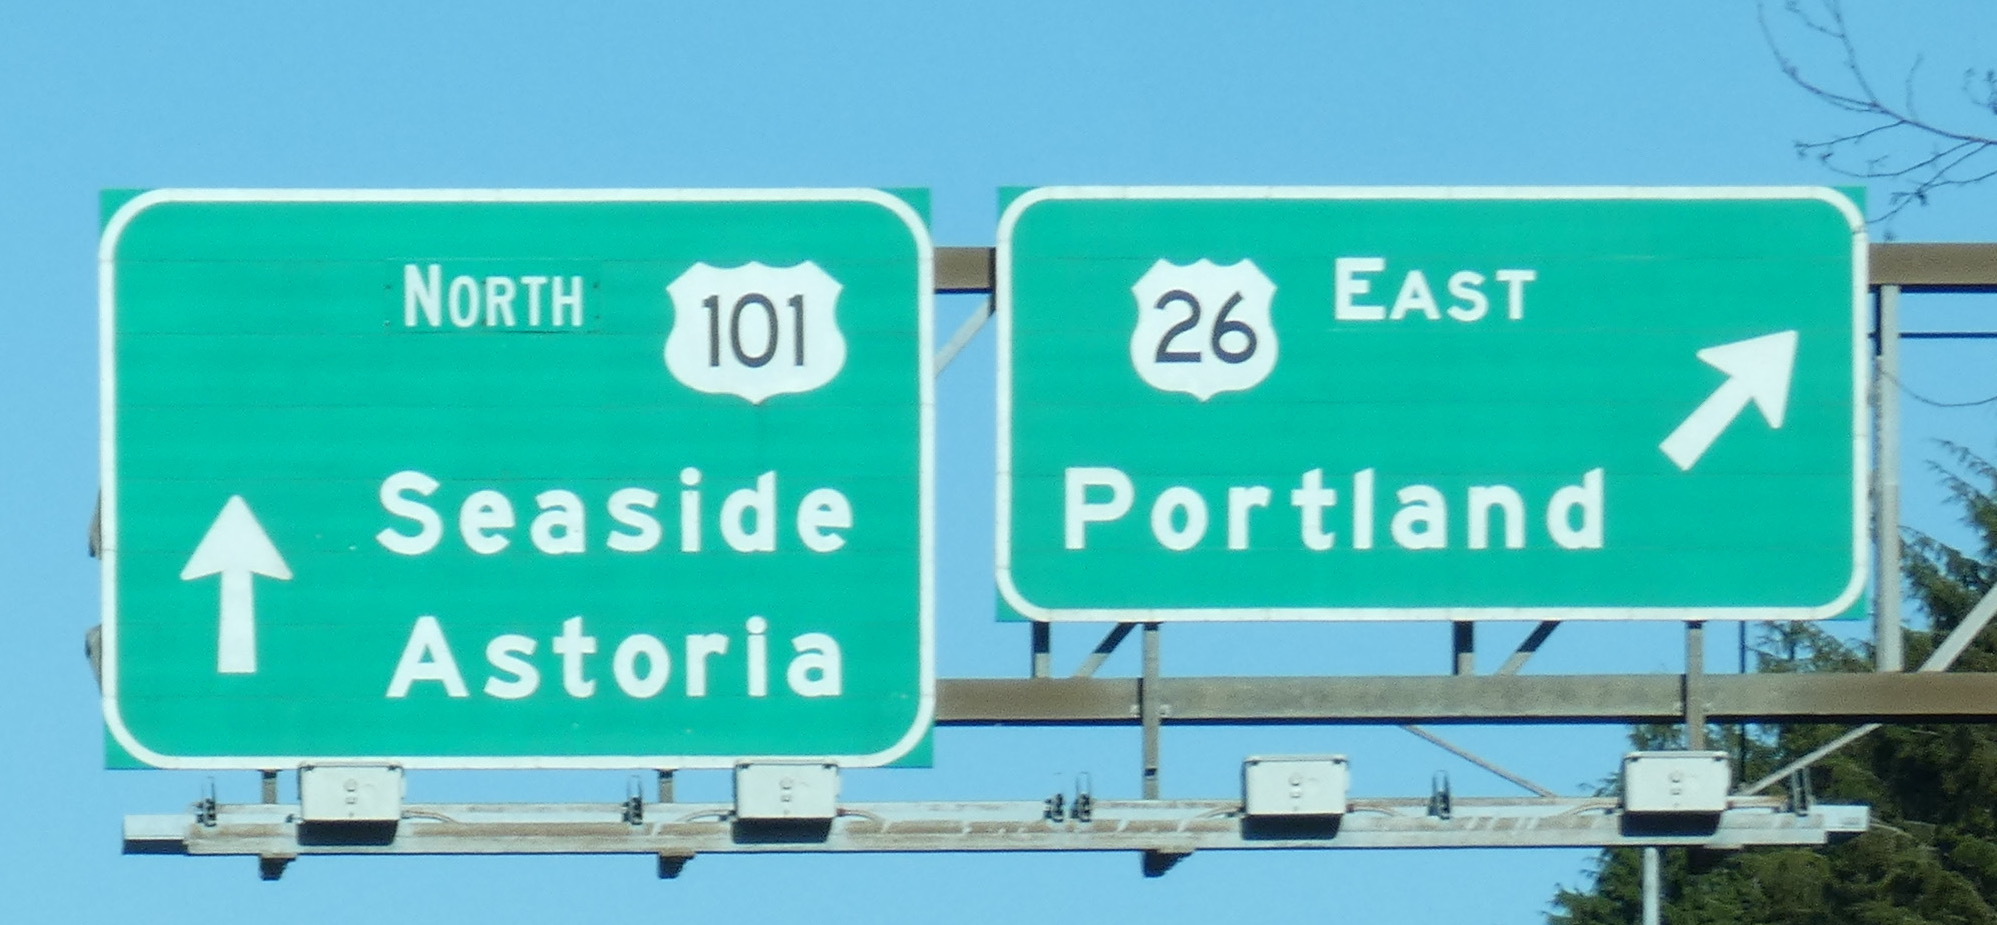 NORTH 101
Seaside
Astoria
26 EAST
Portland